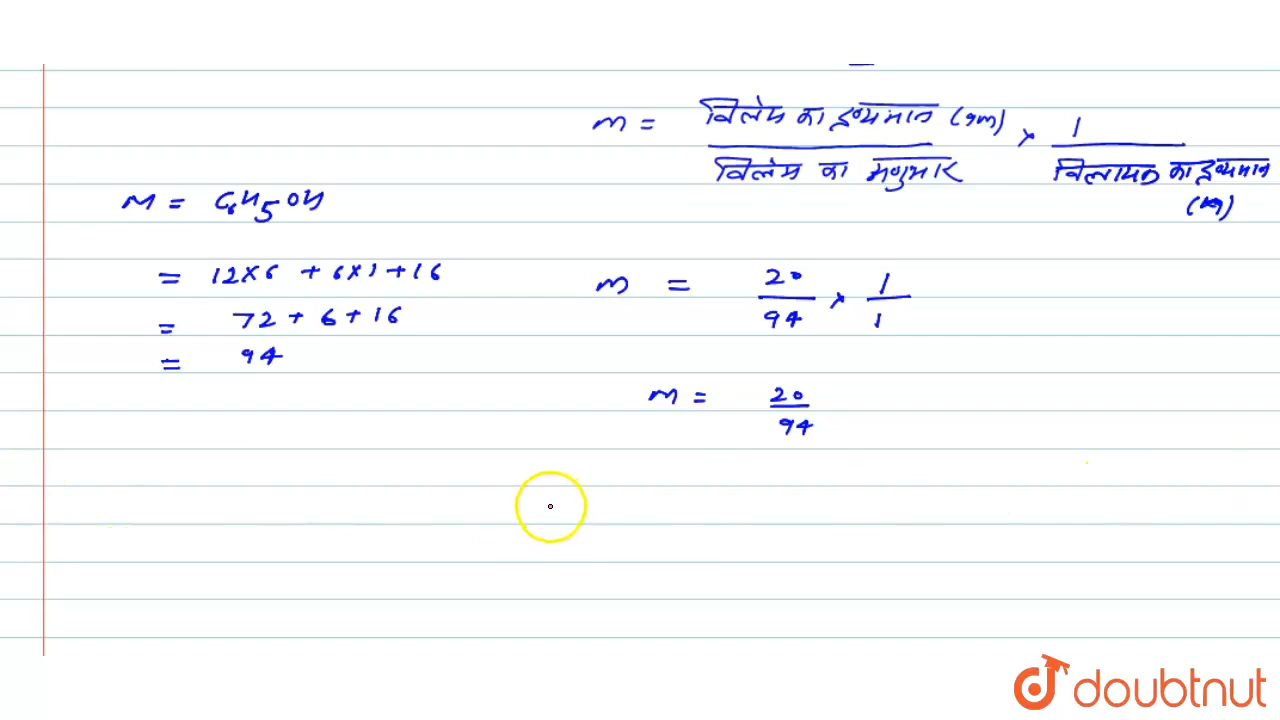 m = विलेय का द्रव्यमान (gm) / विलेय का अणुभार × 1 / विलायक का द्रव्यमान (kg)
M = C6H5OH
= 12×6 + 6×1 + 16
= 72 + 6 + 16
= 94
m = 20/94 × 1/1
m = 20/94
doubtnut